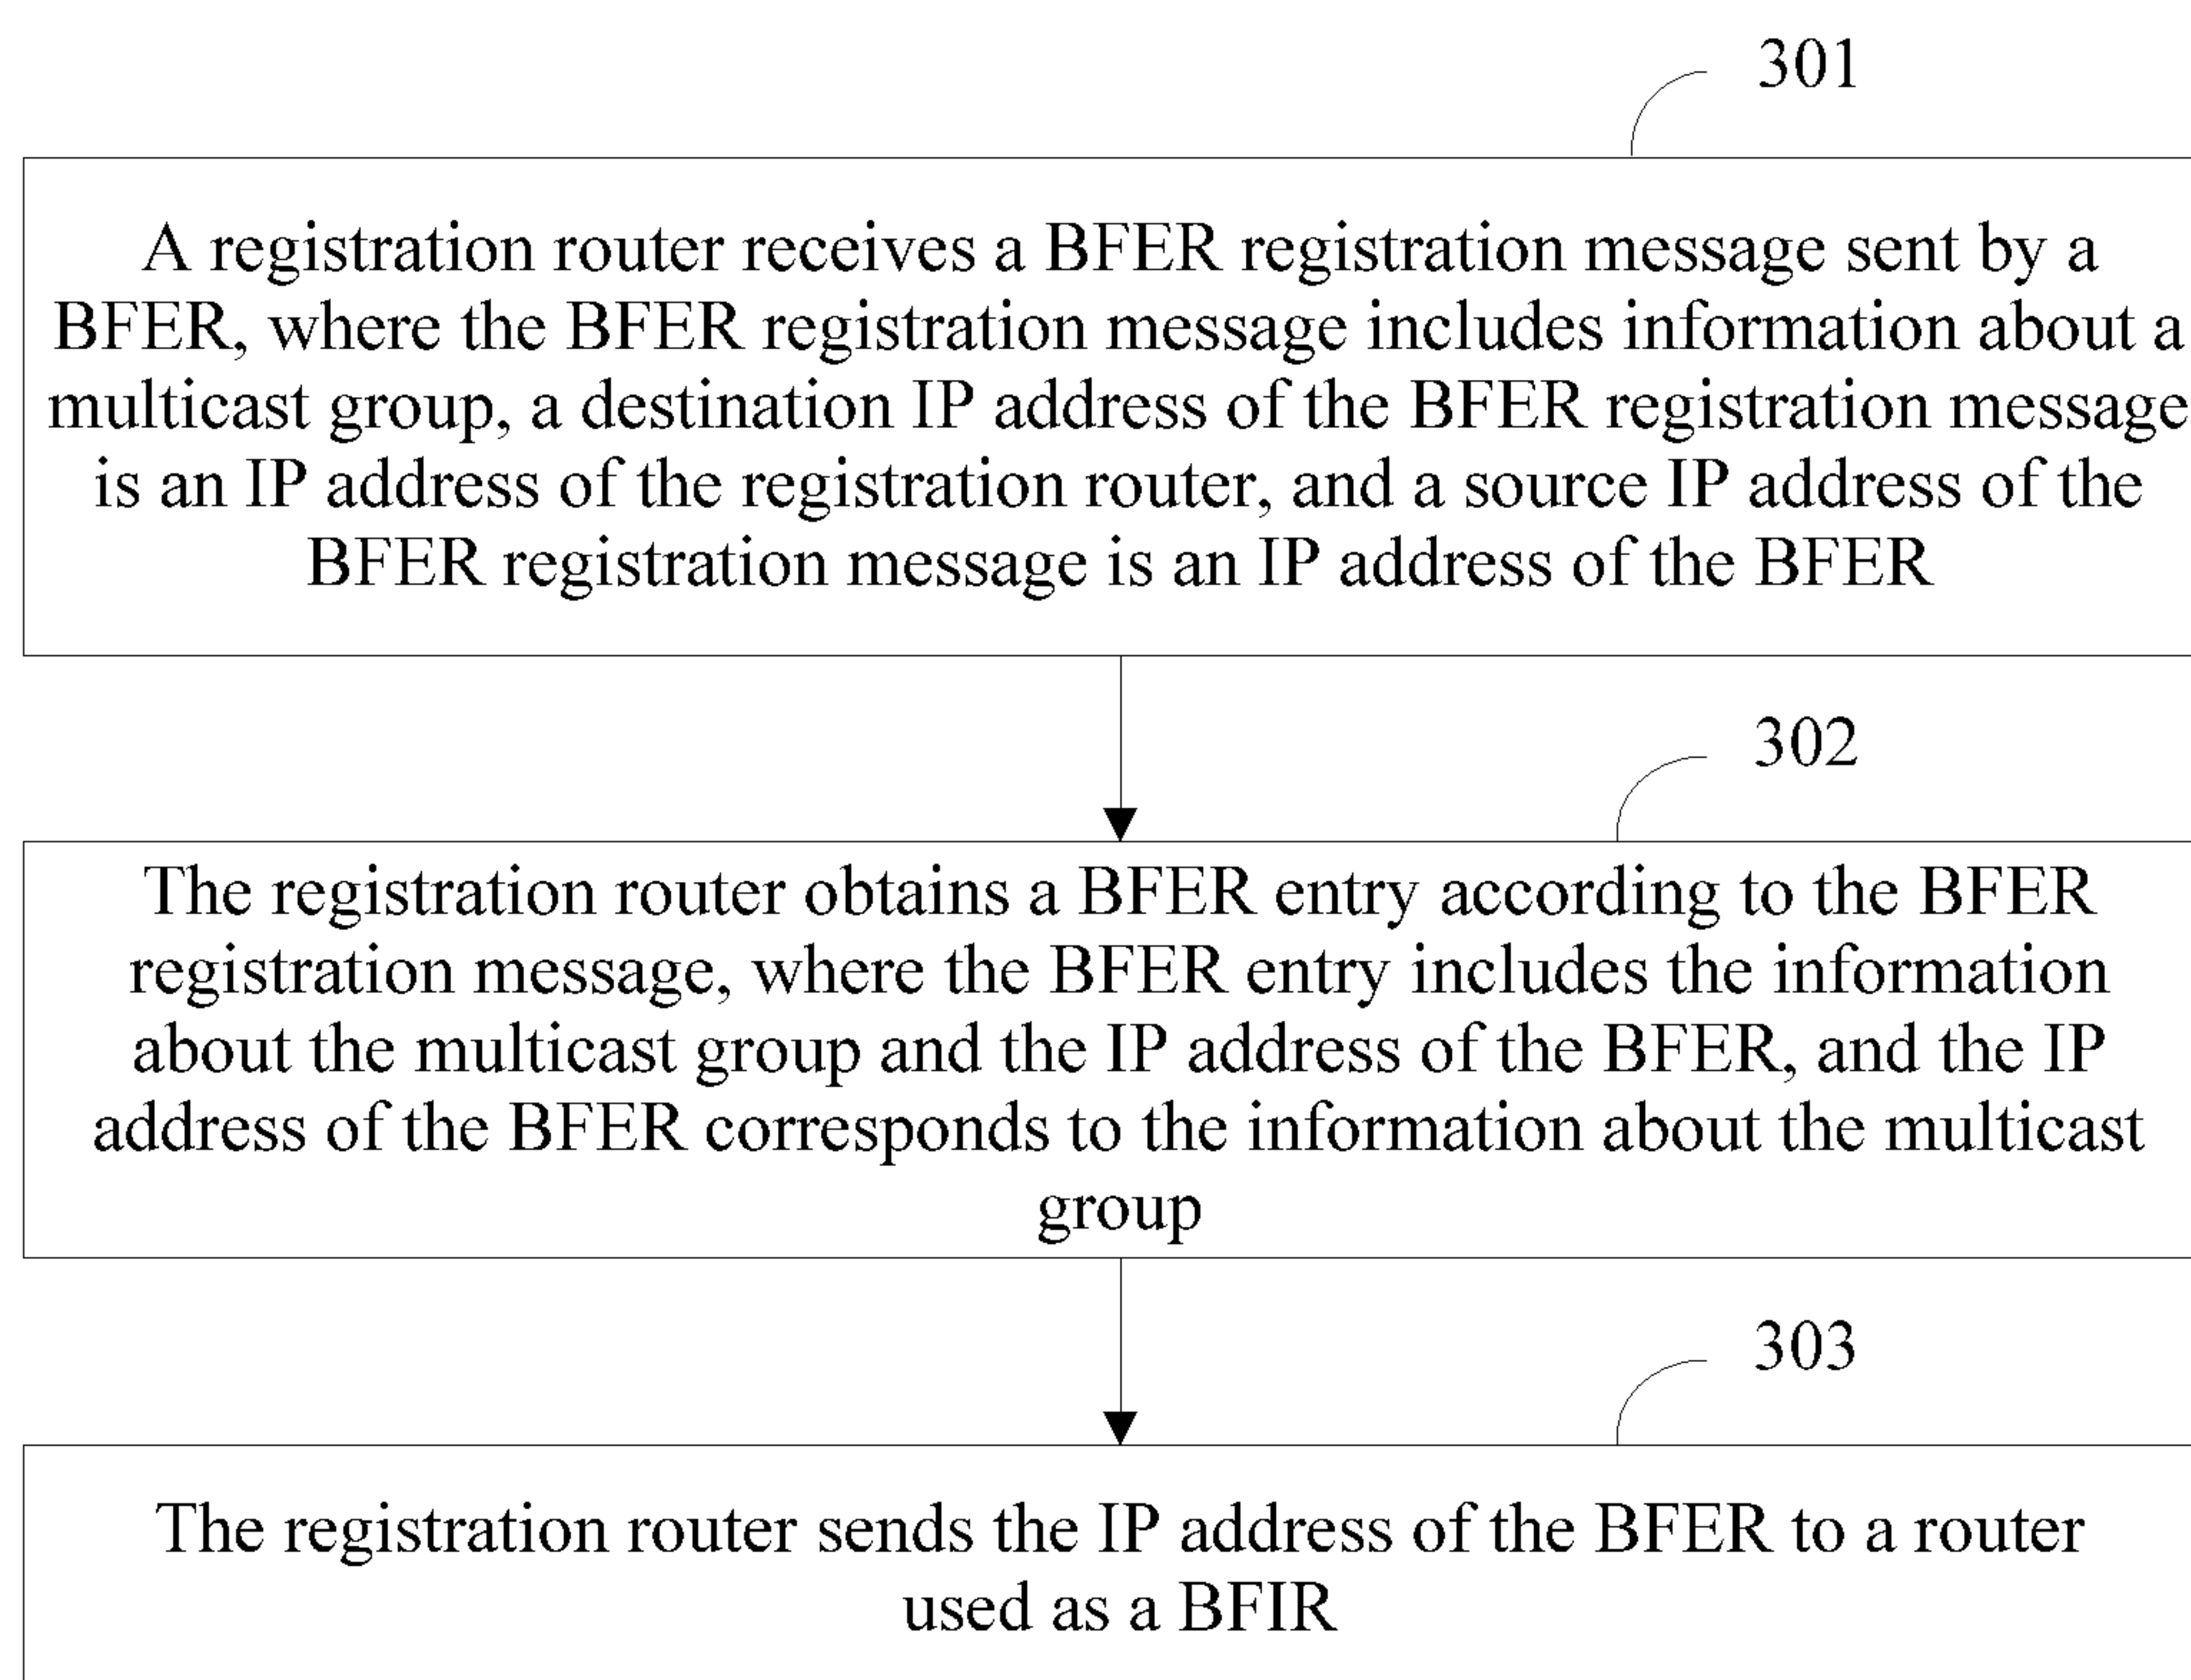 301
A registration router receives a BFER registration message sent by a
BFER, where the BFER registration message includes information about a
multicast group, a destination IP address of the BFER registration message
is an IP address of the registration router, and a source IP address of the
BFER registration message is an IP address of the BFER
302
The registration router obtains a BFER entry according to the BFER
registration message, where the BFER entry includes the information
about the multicast group and the IP address of the BFER, and the IP
address of the BFER corresponds to the information about the multicast
group
303
The registration router sends the IP address of the BFER to a router
used as a BFIR